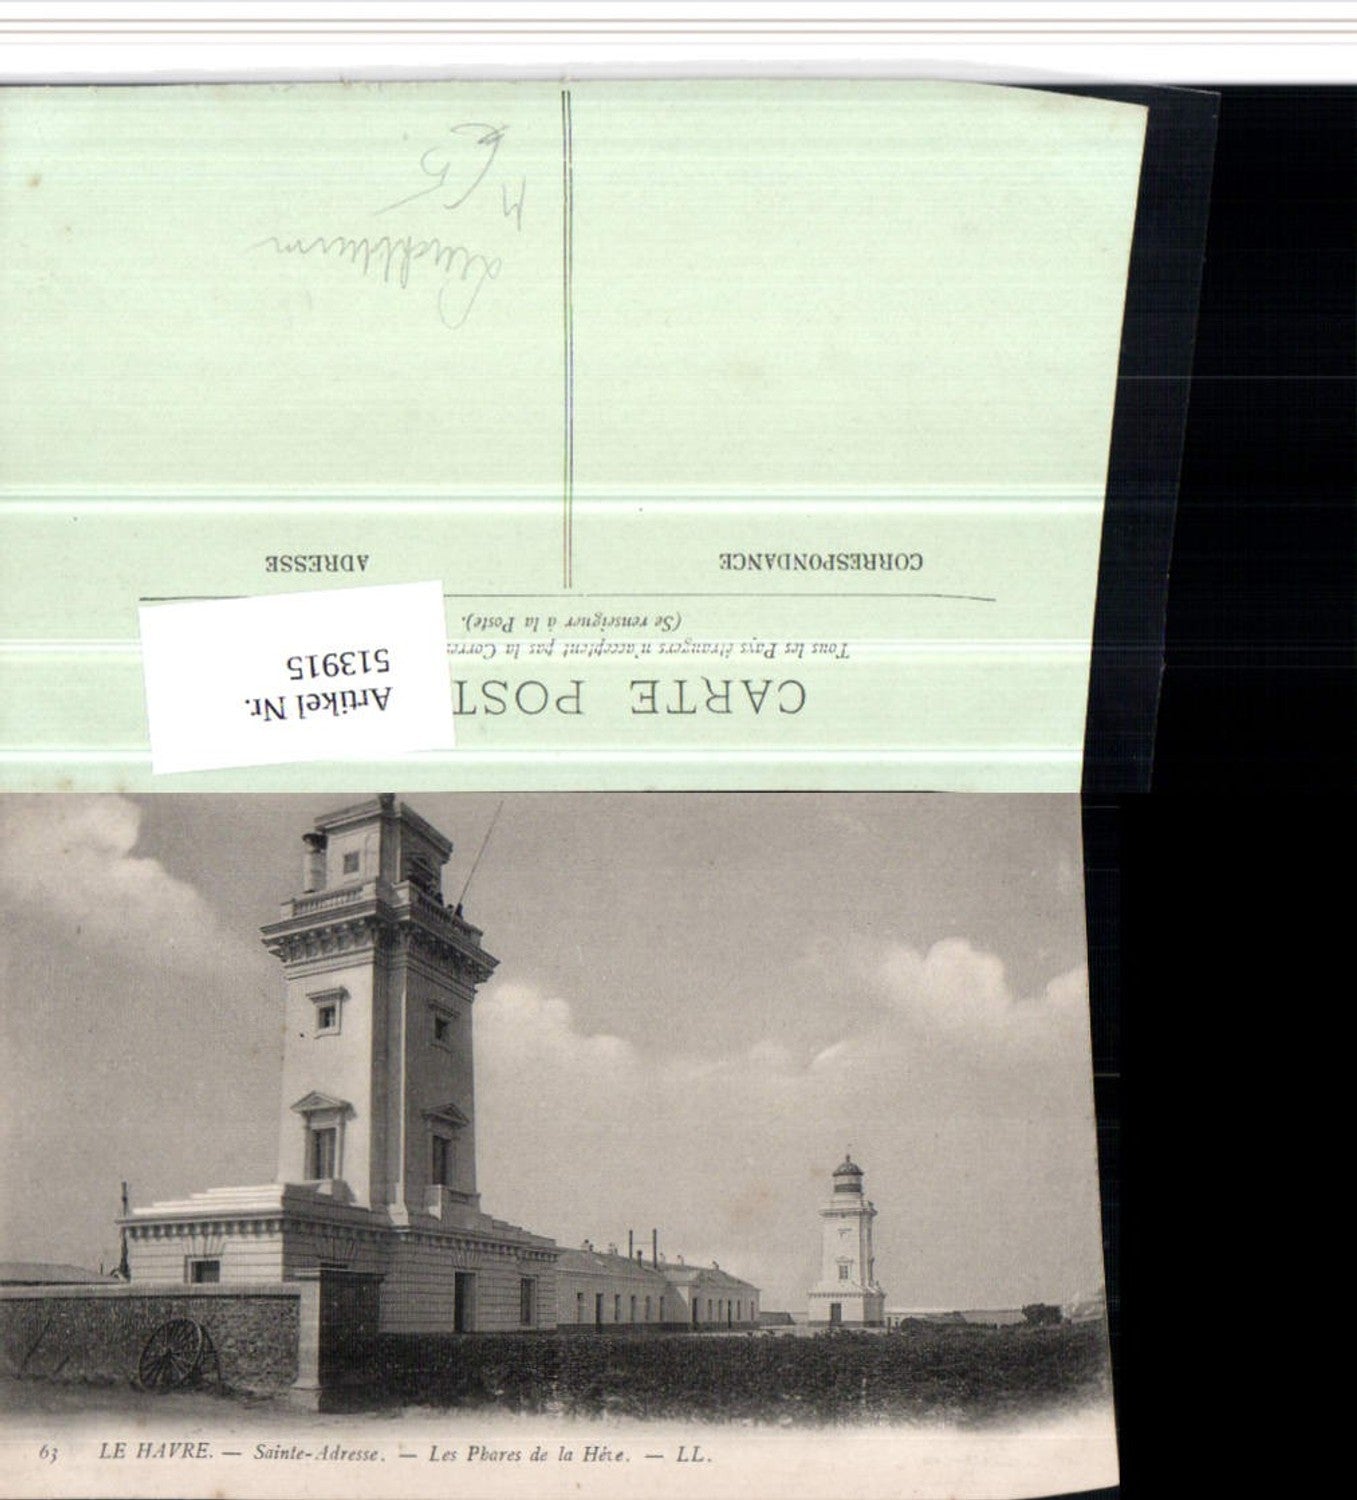 CARTE POST
Tous les Pays étrangers n'acceptent pas la Corre
(Se renseigner à la Poste).
CORRESPONDANCE
ADRESSE
Artikel Nr.
513915
Leuchtturm
63 LE HAVRE. — Sainte-Adresse. — Les Phares de la Hève. — LL.